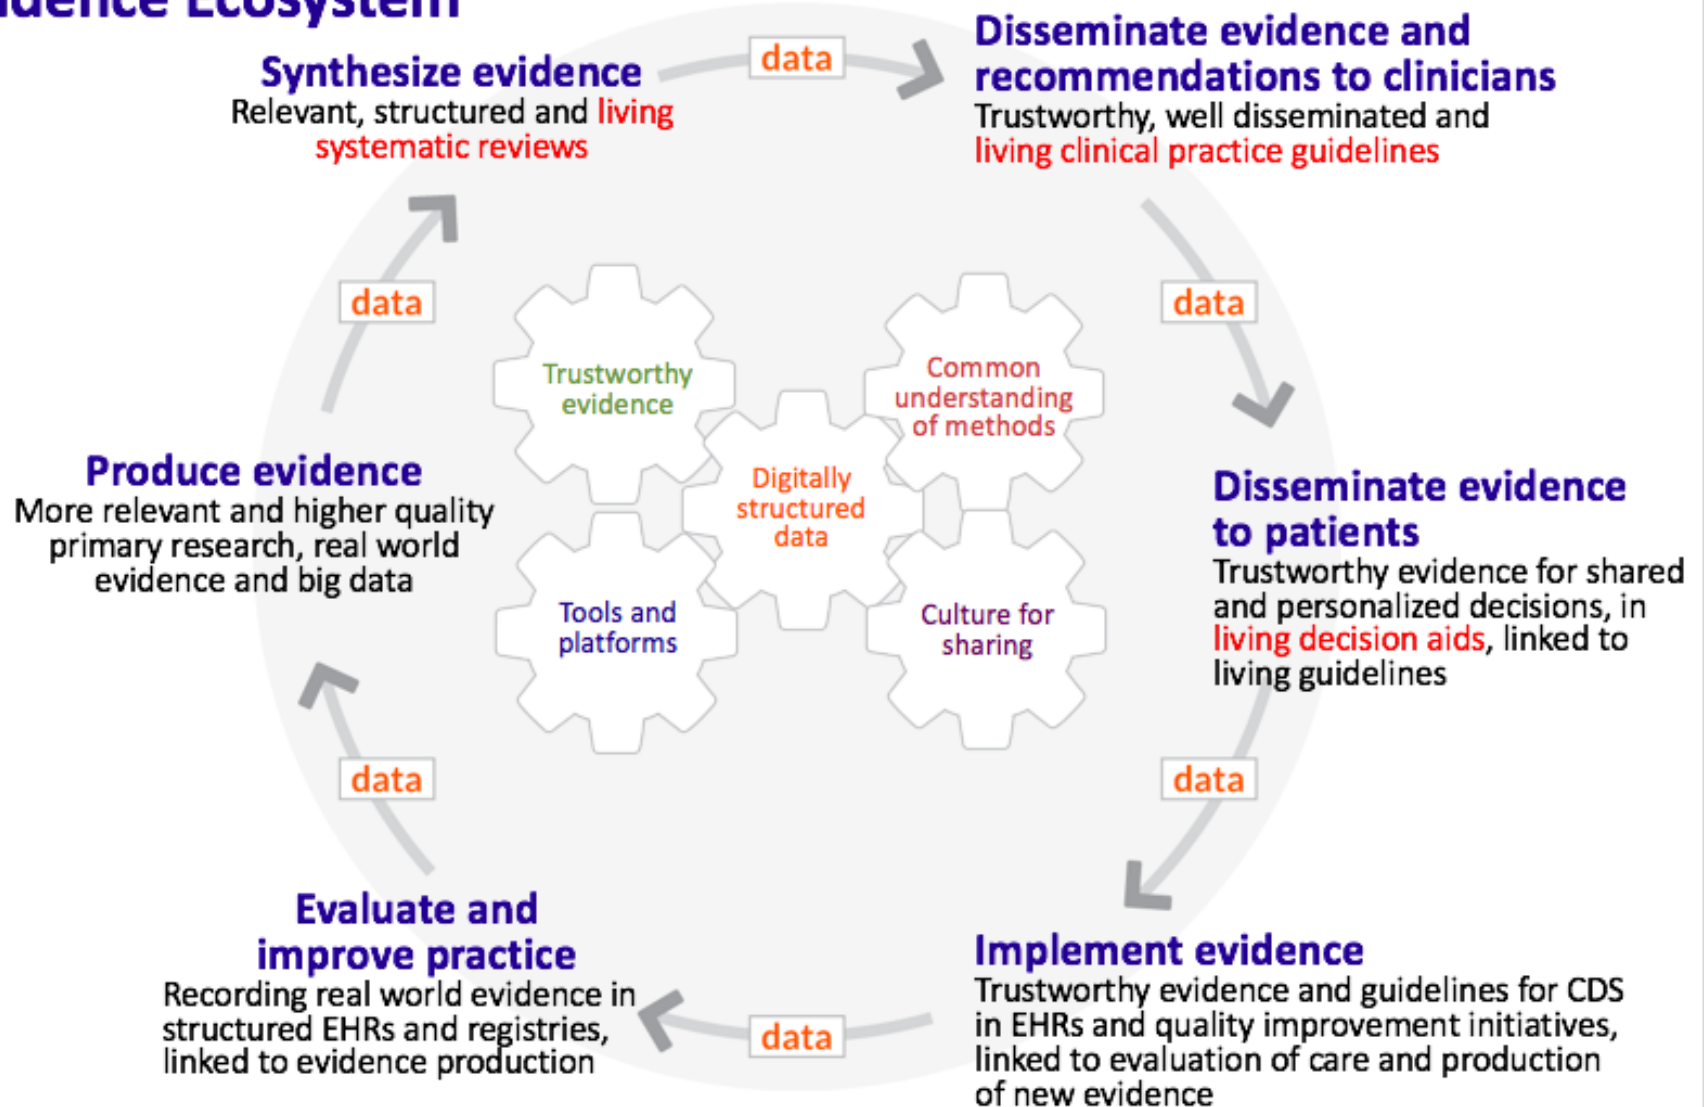 Ecosystem
Synthesize evidence
Relevant, structured and living
systematic reviews
data
Disseminate evidence and
recommendations to clinicians
Trustworthy, well disseminated and
living clinical practice guidelines
data
Disseminate evidence
to patients
Trustworthy evidence for shared
and personalized decisions, in
living decision aids, linked to
living guidelines
data
Implement evidence
Trustworthy evidence and guidelines for CDS
in EHRs and quality improvement initiatives,
linked to evaluation of care and production
of new evidence
data
Evaluate and
improve practice
Recording real world evidence in
structured EHRs and registries,
linked to evidence production
data
Produce evidence
More relevant and higher quality
primary research, real world
evidence and big data
data
Trustworthy
evidence
Common
understanding
of methods
Digitally
structured
data
Tools and
platforms
Culture for
sharing